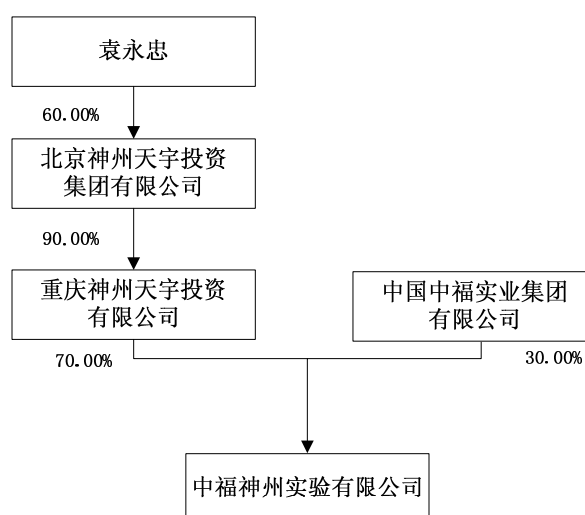 袁永忠
60.00%
北京神州天宇投资
集团有限公司
90.00%
重庆神州天宇投资
有限公司
中国中福实业集团
有限公司
70.00%
30.00%
中福神州实验有限公司